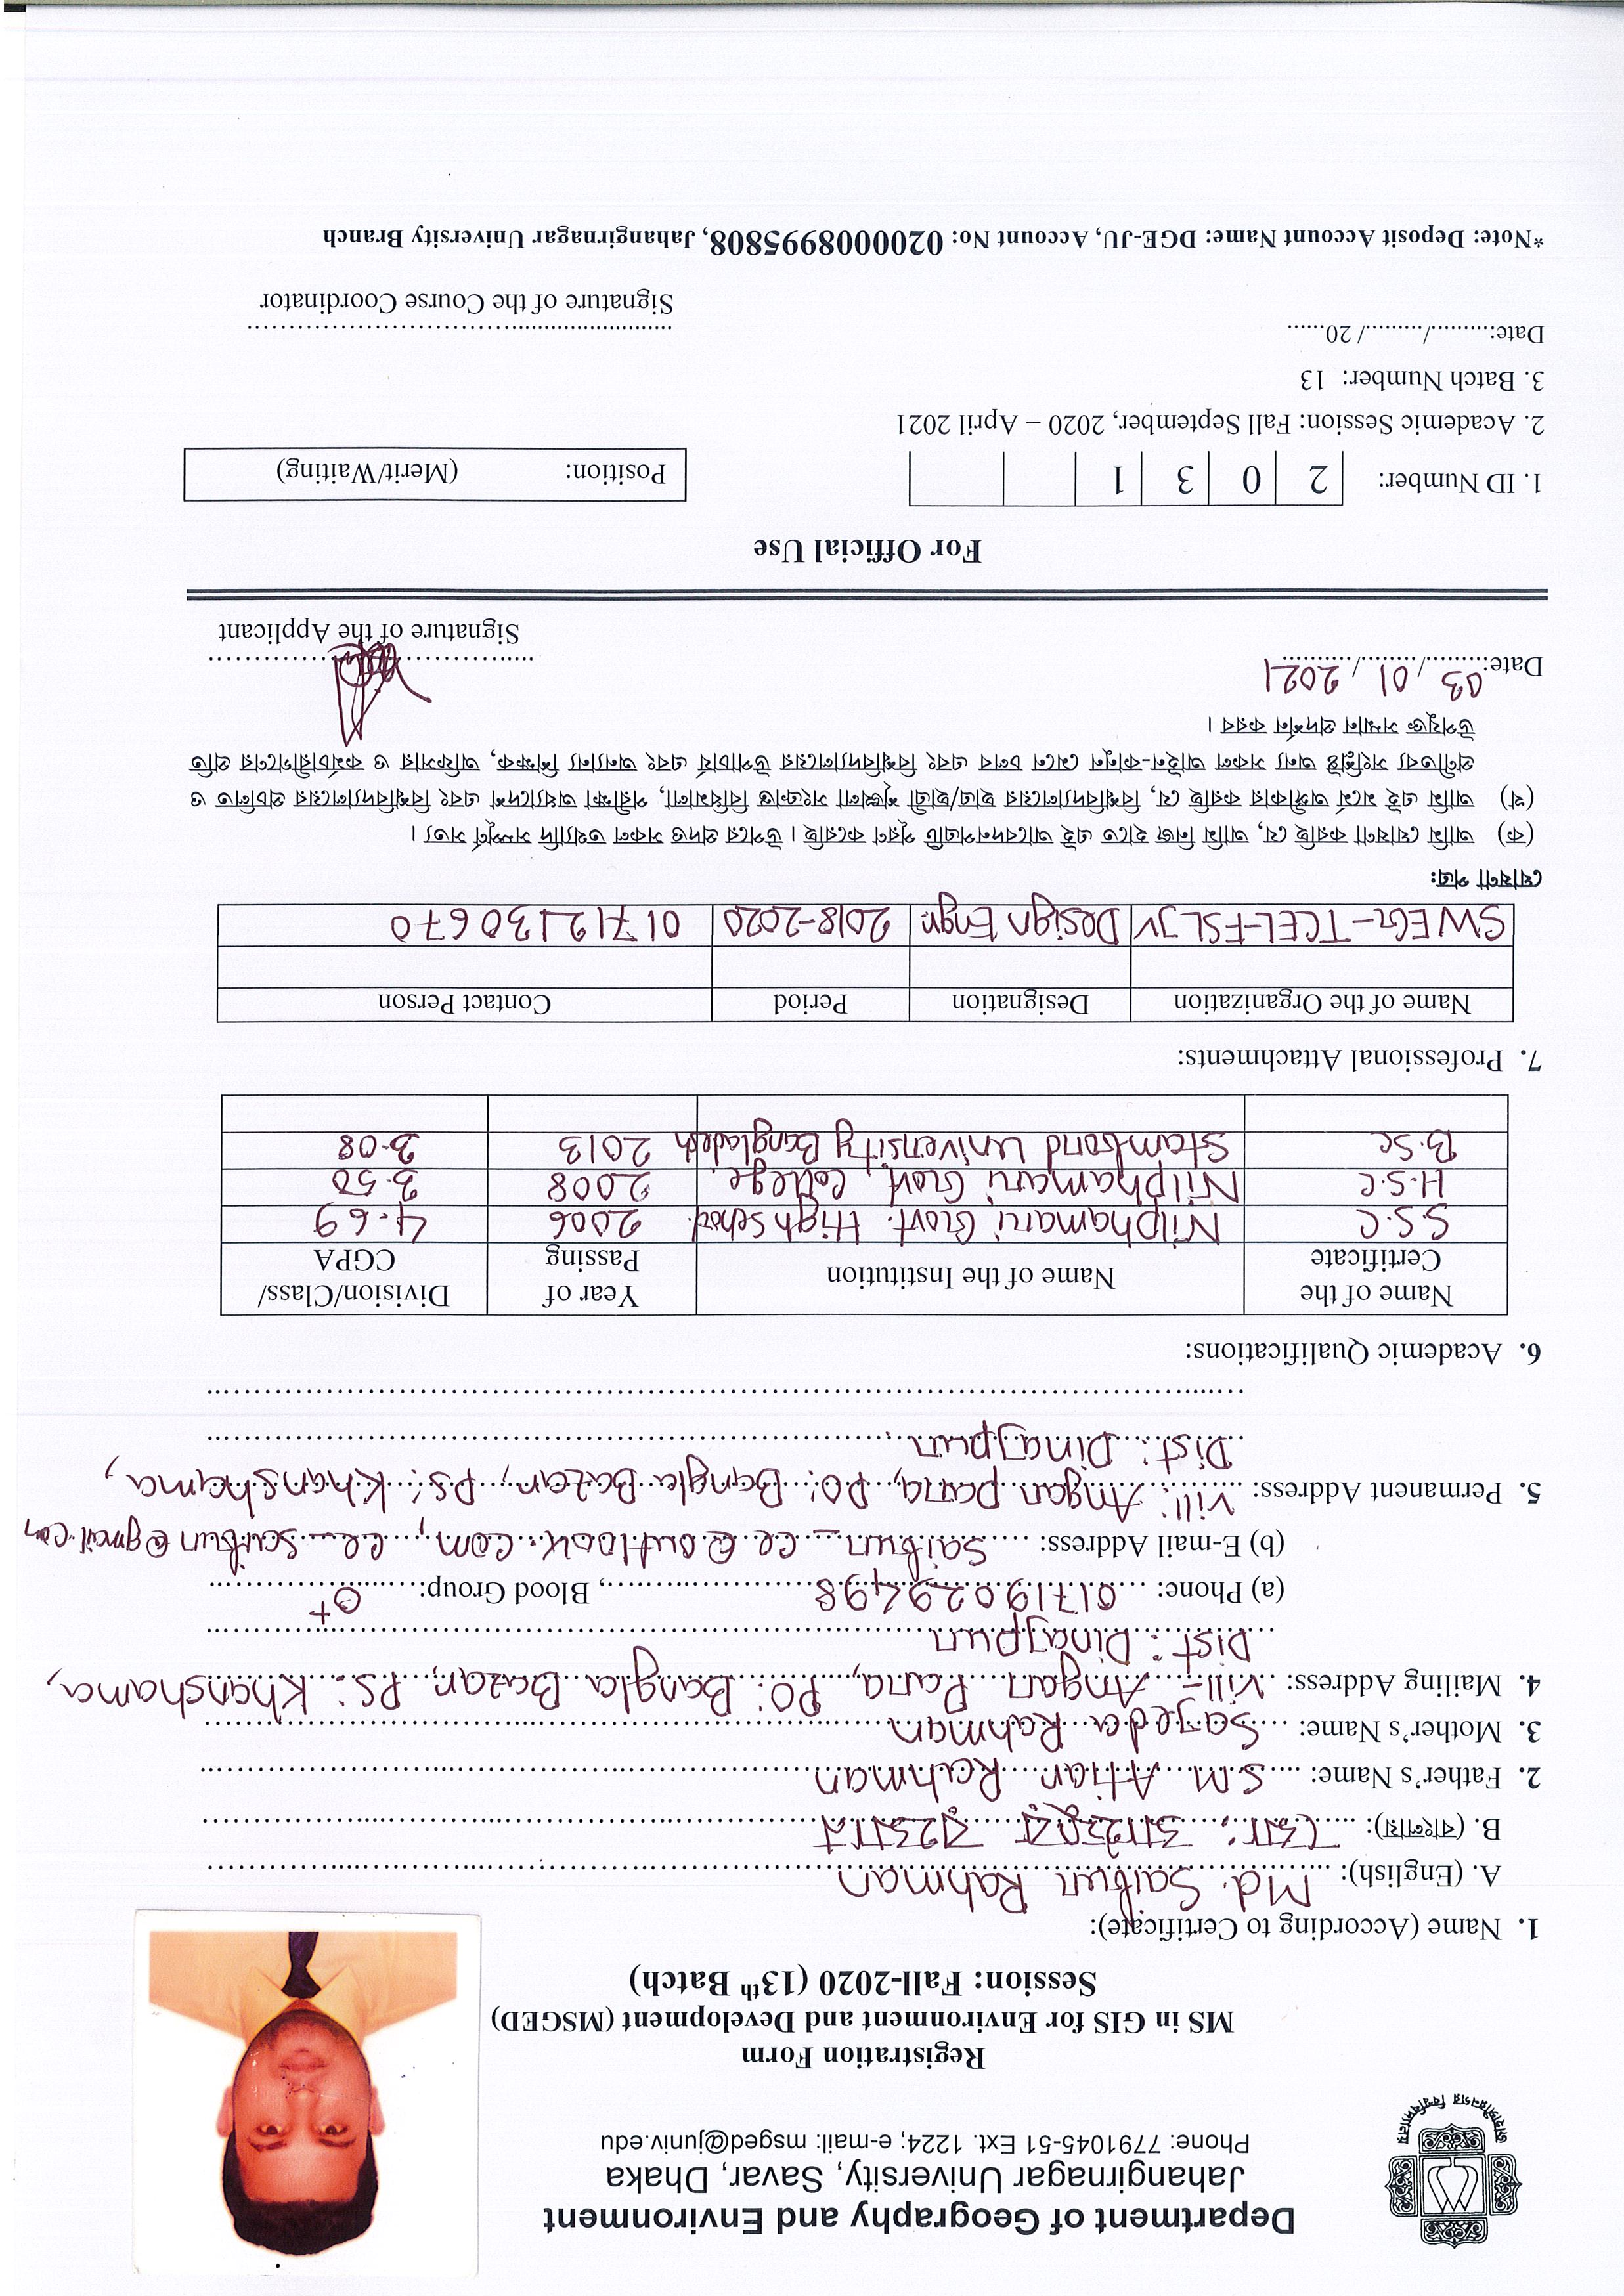 জাহাঙ্গীরনগর বিশ্ববিদ্যালয়
Department of Geography and Environment
Jahangirnagar University, Savar, Dhaka
Phone: 7791045-51 Ext. 1224; e-mail: msged@juniv.edu
Registration Form
MS in GIS for Environment and Development (MSGED)
Session: Fall-2020 (13th Batch)
1. Name (According to Certificate):
A. (English): Md. Saifur Rahman
B. (বাংলায়): মো: সাইফুর রহমান
2. Father's Name: S.M. Atiar Rahman
3. Mother's Name: Sajeda Rahman
4. Mailing Address: Vill- Angar Para, PO: Bangla Bazar, PS: Khanshama,
Dist: Dinajpur
(a) Phone: 01719029498, Blood Group: O+
(b) E-mail Address: saifur_ce@outlook.com, ce_saifur@gmail.com
5. Permanent Address: Vill: Angar para, PO: Bangla Bazar, PS: Khanshama,
Dist: Dinajpur
6. Academic Qualifications:
Name of the Certificate Name of the Institution Year of Passing Division/Class/CGPA
S.S.C Nilphamari Govt. High School 2006 4.69
H.S.C Nilphamari Govt. College 2008 3.50
B.Sc Stamford University Bangladesh 2013 3.08
7. Professional Attachments:
Name of the Organization Designation Period Contact Person
SWEG-TCEL-FSL JV Design Engr. 2018-2020 01712130670
ঘোষণা পত্র:
(ক) আমি ঘোষণা করছি যে, আমি নিজ হাতে এই আবেদনপত্রটি পূরণ করেছি। উপরে প্রদত্ত সকল তথ্যাদি সম্পূর্ণ সত্য।
(খ) আমি এই মর্মে অঙ্গীকার করছি যে, বিশ্ববিদ্যালয়ের ছাত্র/ছাত্রী শৃঙ্খলা সংক্রান্ত বিধিমালা, পরীক্ষা অধ্যাদেশ এবং বিশ্ববিদ্যালয়ের প্রচলিত ও
প্রণীতব্য সংশ্লিষ্ট অন্য সকল আইন-কানুন মেনে চলব এবং বিশ্ববিদ্যালয়ের উপাচার্য এবং অন্যান্য শিক্ষক, অফিসার ও কর্মচারীগণের প্রতি
উপযুক্ত সম্মান প্রদর্শন করব।
Date: 03/01/2021
Signature of the Applicant
For Official Use
1. ID Number: 2 0 3 1
Position: (Merit/Waiting)
2. Academic Session: Fall September, 2020 – April 2021
3. Batch Number: 13
Date:........./........./ 20......
Signature of the Course Coordinator
*Note: Deposit Account Name: DGE-JU, Account No: 0200008995808, Jahangirnagar University Branch